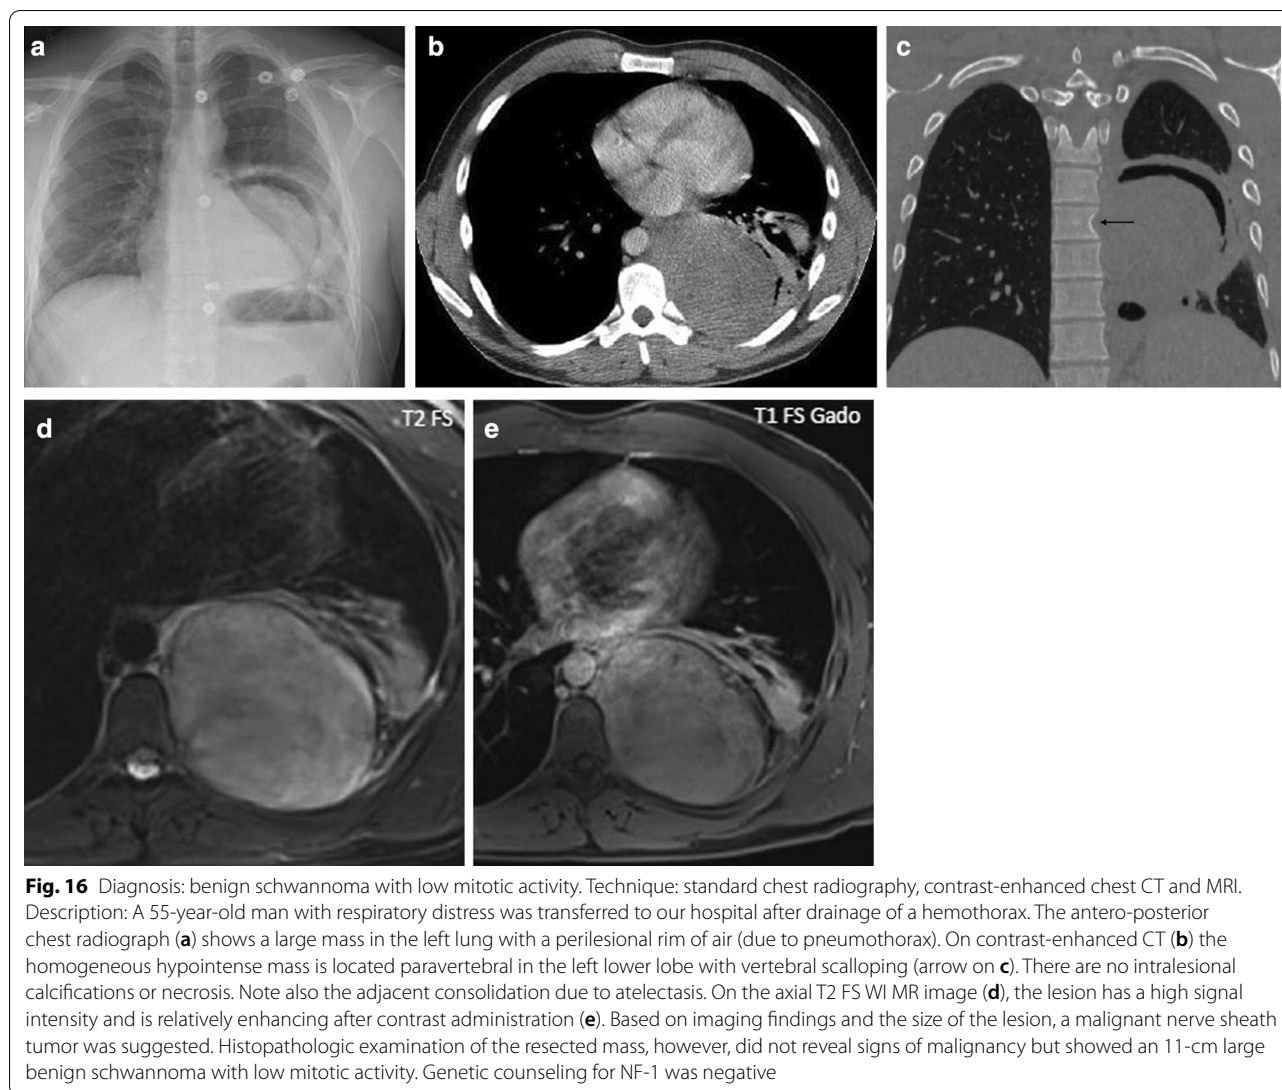 a
b
c
T2 FS
d
T1 FS Gado
e
Fig. 16 Diagnosis: benign schwannoma with low mitotic activity. Technique: standard chest radiography, contrast-enhanced chest CT and MRI.
Description: A 55-year-old man with respiratory distress was transferred to our hospital after drainage of a hemothorax. The antero-posterior
chest radiograph (a) shows a large mass in the left lung with a perilesional rim of air (due to pneumothorax). On contrast-enhanced CT (b) the
homogeneous hypointense mass is located paravertebral in the left lower lobe with vertebral scalloping (arrow on c). There are no intralesional
calcifications or necrosis. Note also the adjacent consolidation due to atelectasis. On the axial T2 FS WI MR image (d), the lesion has a high signal
intensity and is relatively enhancing after contrast administration (e). Based on imaging findings and the size of the lesion, a malignant nerve sheath
tumor was suggested. Histopathologic examination of the resected mass, however, did not reveal signs of malignancy but showed an 11-cm large
benign schwannoma with low mitotic activity. Genetic counseling for NF-1 was negative